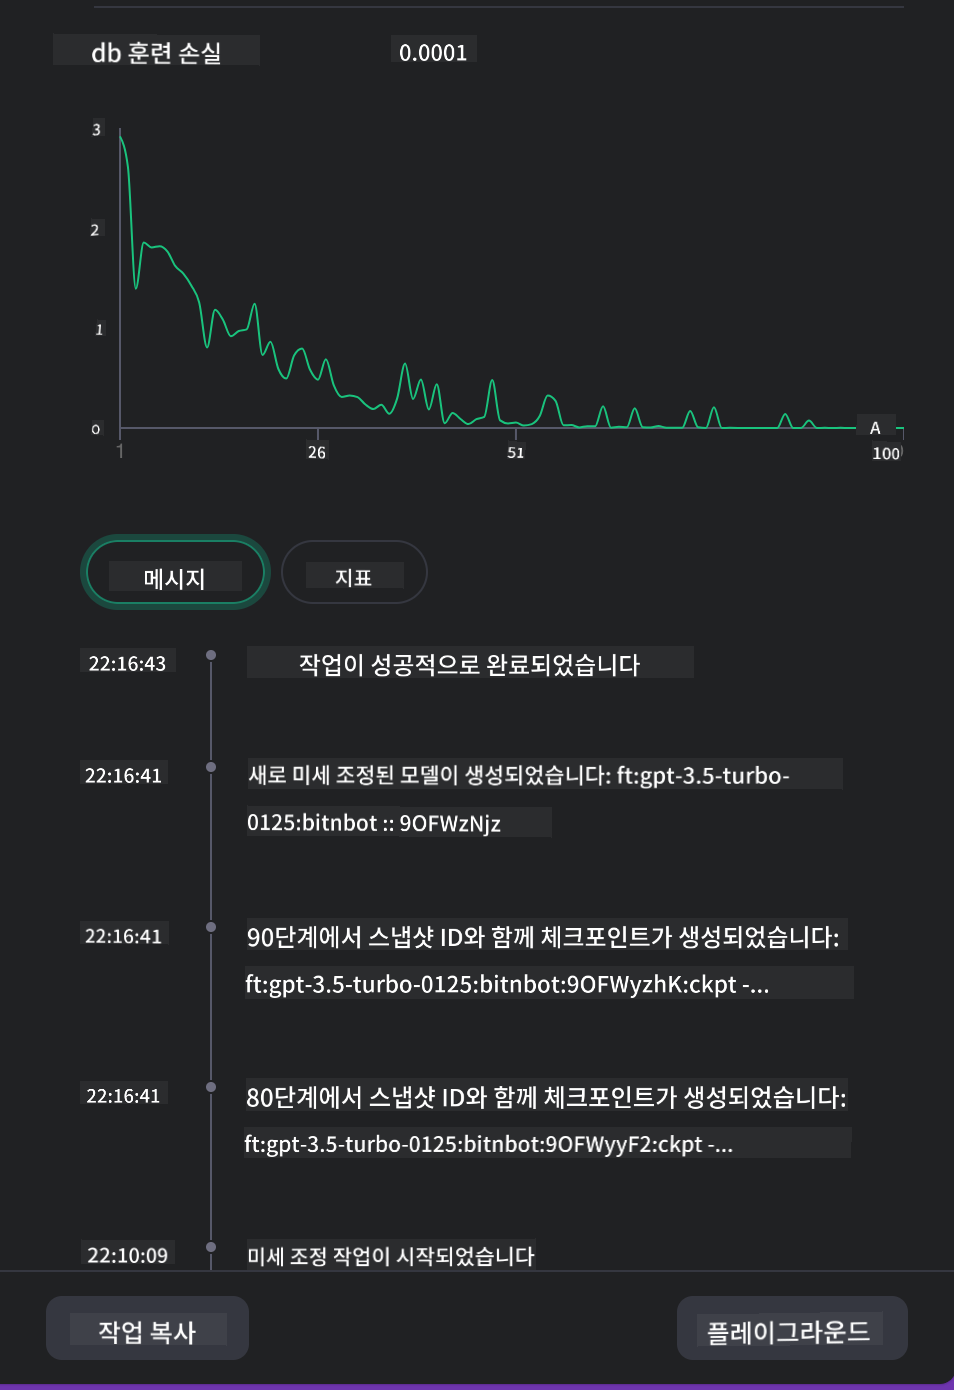 db 훈련 손실 0.0001
3
2
1
0
A
1 26 51 100
메시지 지표
22:16:43 작업이 성공적으로 완료되었습니다
22:16:41 새로 미세 조정된 모델이 생성되었습니다: ft:gpt-3.5-turbo-
0125:bitnbot :: 9OFWzNjz
22:16:41 90단계에서 스냅샷 ID와 함께 체크포인트가 생성되었습니다:
ft:gpt-3.5-turbo-0125:bitnbot:9OFWyzhK:ckpt -...
22:16:41 80단계에서 스냅샷 ID와 함께 체크포인트가 생성되었습니다:
ft:gpt-3.5-turbo-0125:bitnbot:9OFWyyF2:ckpt -...
22:10:09 미세 조정 작업이 시작되었습니다
작업 복사 플레이그라운드